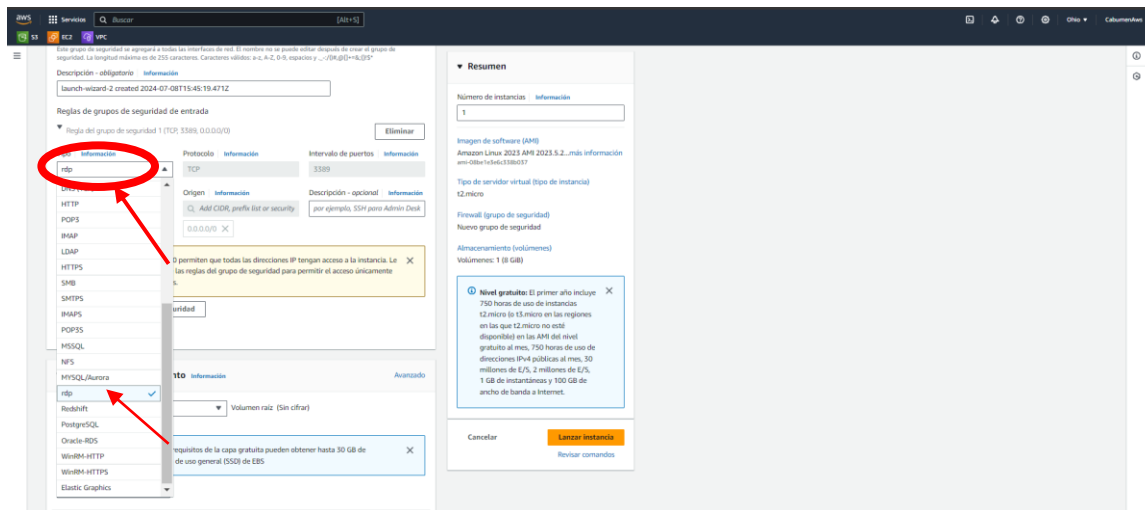 aws
Servicios
Buscar
[Alt+S]
Ohio ▼
CabumenAws
S3
EC2
VPC
Este grupo de seguridad se agregará a todas las interfaces de red. El nombre no se puede editar después de crear el grupo de
seguridad. La longitud máxima es de 255 caracteres. Caracteres válidos: a-z, A-Z, 0-9, espacios y
Descripción - obligatorio Información
launch-wizard-2 created 2024-07-08T15:45:19.471Z
Reglas de grupos de seguridad de entrada
▼ Regla del grupo de seguridad 1 (TCP, 3389, 0.0.0.0/0)
Eliminar
Información
Protocolo Información
Intervalo de puertos Información
rdp
TCP
3389
Origen Información
Descripción - opcional Información
Add CIDR, prefix list or security
por ejemplo, SSH para Admin Desk
0.0.0.0/0 X
HTTP
POP3
IMAP
LDAP
HTTPS
SMB
SMTPS
IMAPS
POP3S
MSSQL
NFS
MYSQL/Aurora
rdp
Redshift
PostgreSQL
Oracle-RDS
WinRM-HTTP
WinRM-HTTPS
Elastic Graphics
0 permiten que todas las direcciones IP tengan acceso a la instancia. Le
las reglas del grupo de seguridad para permitir el acceso únicamente
s.
uridad
nto Información
Avanzado
Volumen raíz (Sin cifrar)
requisitos de la capa gratuita pueden obtener hasta 30 GB de
de uso general (SSD) de EBS
▼ Resumen
Número de instancias Información
1
Imagen de software (AMI)
Amazon Linux 2023 AMI 2023.5.2...más información
ami-08be1e3e6c338b037
Tipo de servidor virtual (tipo de instancia)
t2.micro
Firewall (grupo de seguridad)
Nuevo grupo de seguridad
Almacenamiento (volúmenes)
Volúmenes: 1 (8 GiB)
Nivel gratuito: El primer año incluye
750 horas de uso de instancias
t2.micro (o t3.micro en las regiones
en las que t2.micro no esté
disponible) en las AMI del nivel
gratuito al mes, 750 horas de uso de
direcciones IPv4 públicas al mes, 30
millones de E/S, 2 millones de E/S,
1 GB de instantáneas y 100 GB de
ancho de banda a Internet.
Cancelar
Lanzar instancia
Revisar comandos